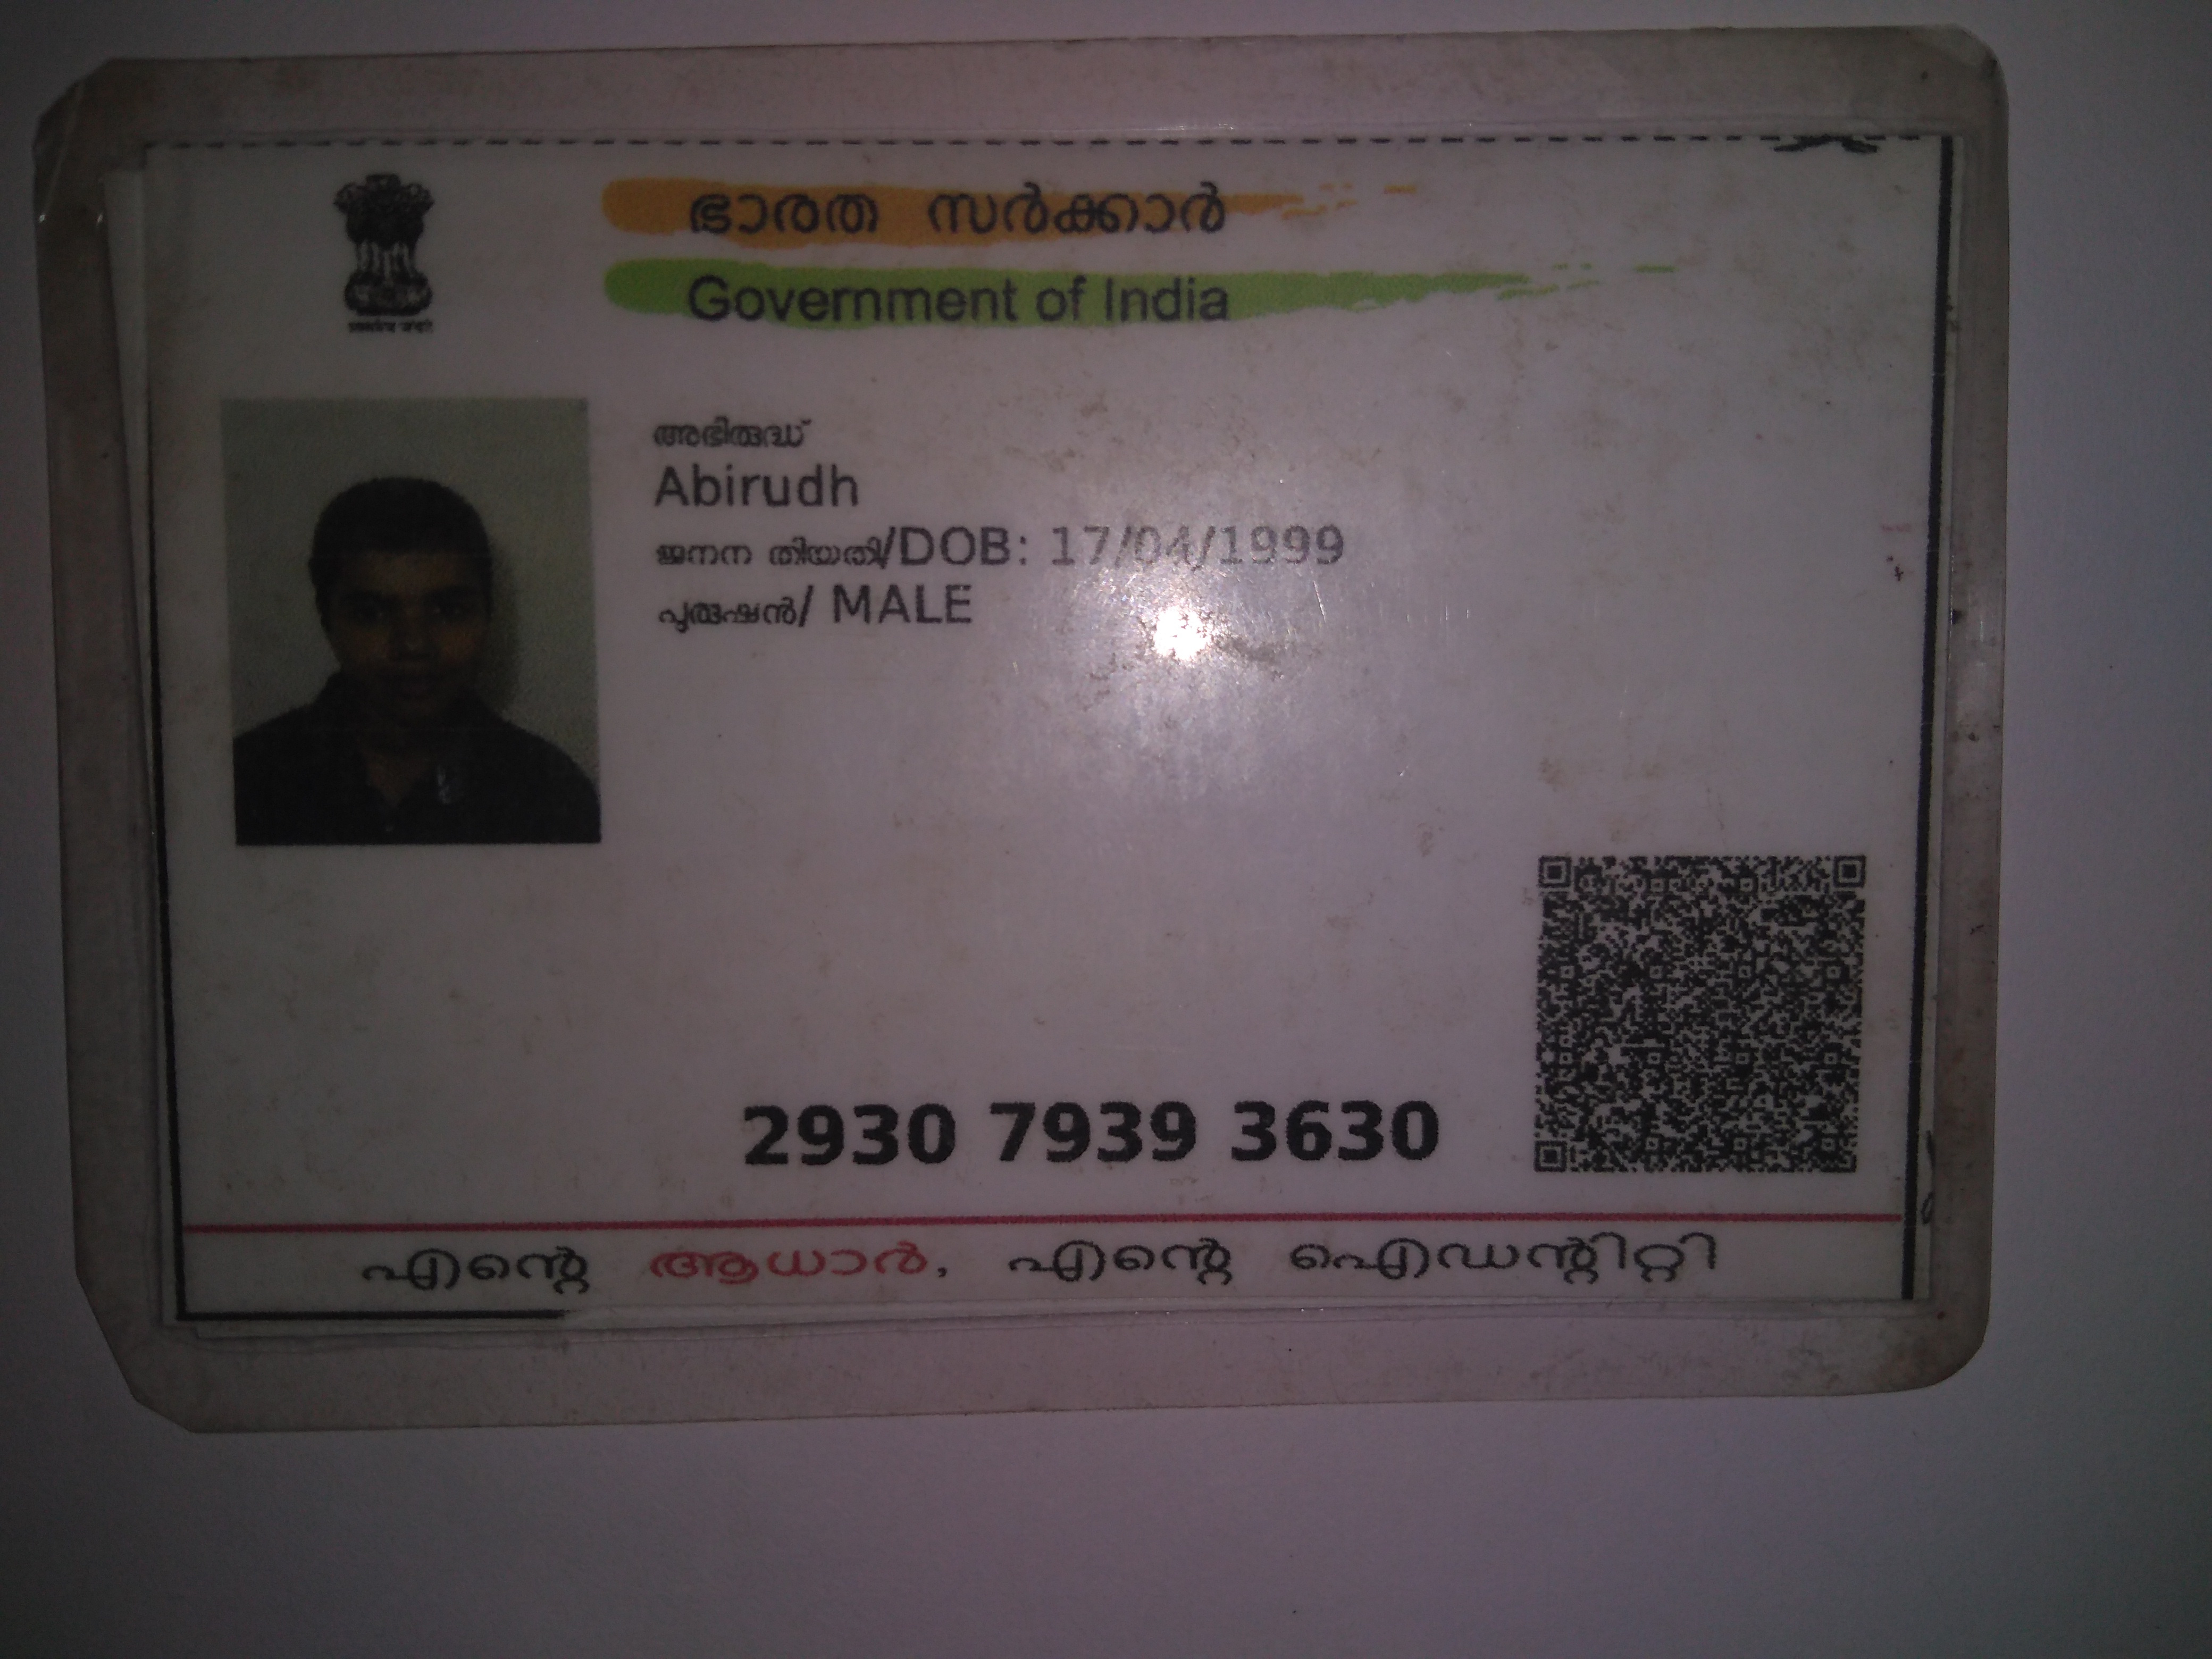 ഭാരത സർക്കാർ
Government of India
അഭിരുദ്ധ്
Abirudh
ജനന തിയതി/DOB: 17/04/1999
പുരുഷൻ/ MALE
2930 7939 3630
എന്റെ ആധാർ, എന്റെ ഐഡന്റിറ്റി